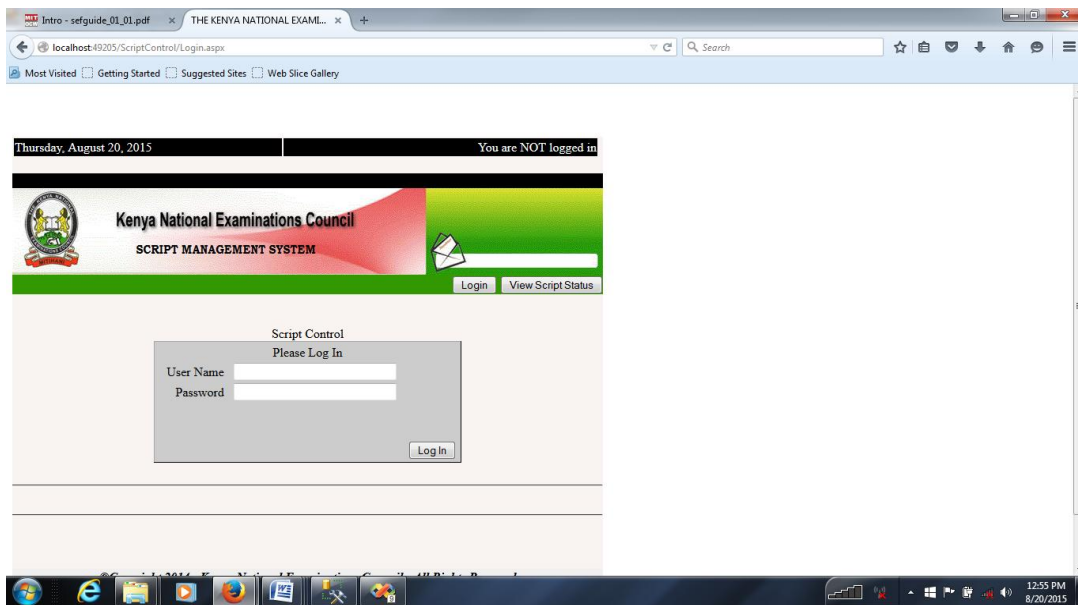 Intro - sefguide_01_01.pdf × THE KENYA NATIONAL EXAMI... × +
localhost:49205/ScriptControl/Login.aspx Search
Most Visited Getting Started Suggested Sites Web Slice Gallery
Thursday, August 20, 2015 You are NOT logged in
Kenya National Examinations Council
SCRIPT MANAGEMENT SYSTEM
Login View Script Status
Script Control
Please Log In
User Name
Password
Log In
12:55 PM
8/20/2015